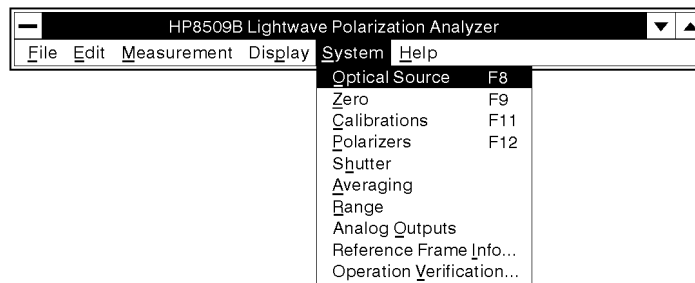 HP8509B Lightwave Polarization Analyzer
File Edit Measurement Display System Help
Optical Source F8
Zero F9
Calibrations F11
Polarizers F12
Shutter
Averaging
Range
Analog Outputs
Reference Frame Info...
Operation Verification...